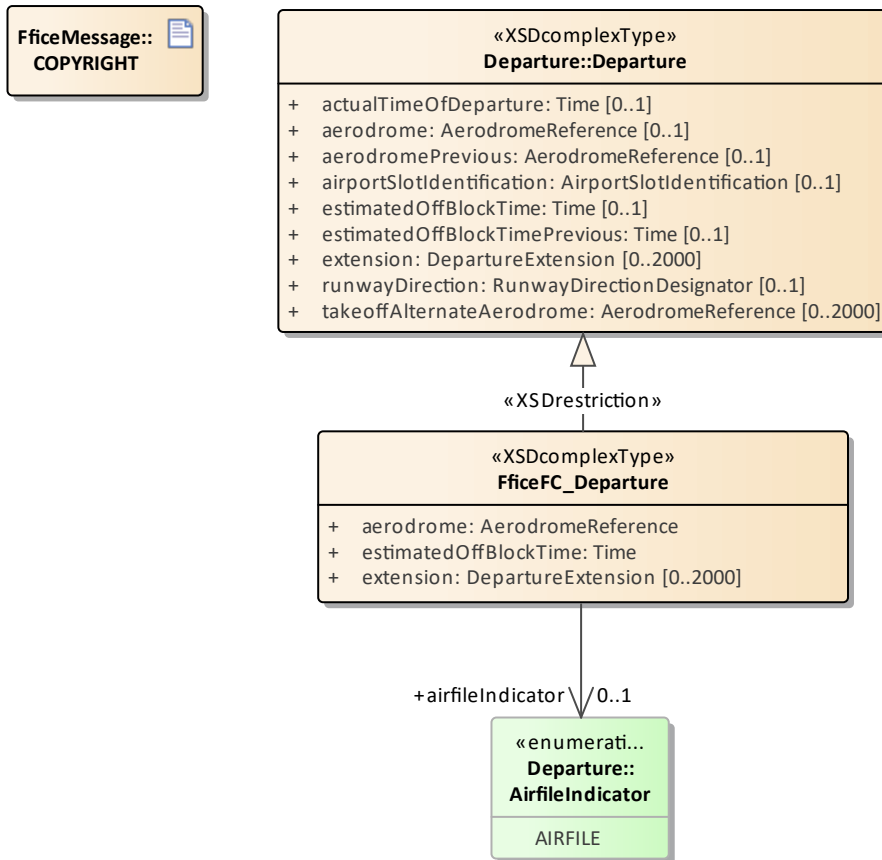 FficeMessage::
COPYRIGHT
«XSDcomplexType»
Departure::Departure
+ actualTimeOfDeparture: Time [0..1]
+ aerodrome: AerodromeReference [0..1]
+ aerodromePrevious: AerodromeReference [0..1]
+ airportSlotIdentification: AirportSlotIdentification [0..1]
+ estimatedOffBlockTime: Time [0..1]
+ estimatedOffBlockTimePrevious: Time [0..1]
+ extension: DepartureExtension [0..2000]
+ runwayDirection: RunwayDirectionDesignator [0..1]
+ takeoffAlternateAerodrome: AerodromeReference [0..2000]
«XSDrestriction»
«XSDcomplexType»
FficeFC_Departure
+ aerodrome: AerodromeReference
+ estimatedOffBlockTime: Time
+ extension: DepartureExtension [0..2000]
+airfileIndicator 0..1
«enumerati...
Departure::
AirfileIndicator
AIRFILE